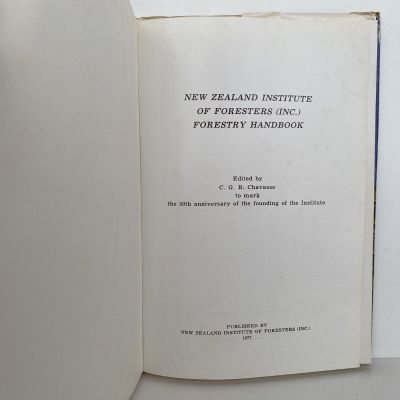 NEW ZEALAND INSTITUTE
OF FORESTERS (INC.)
FORESTRY HANDBOOK
Edited by
C. G. R. Chavasse
to mark
the 50th anniversary of the founding of the Institute
PUBLISHED BY
NEW ZEALAND INSTITUTE OF FORESTERS (INC.)
1977